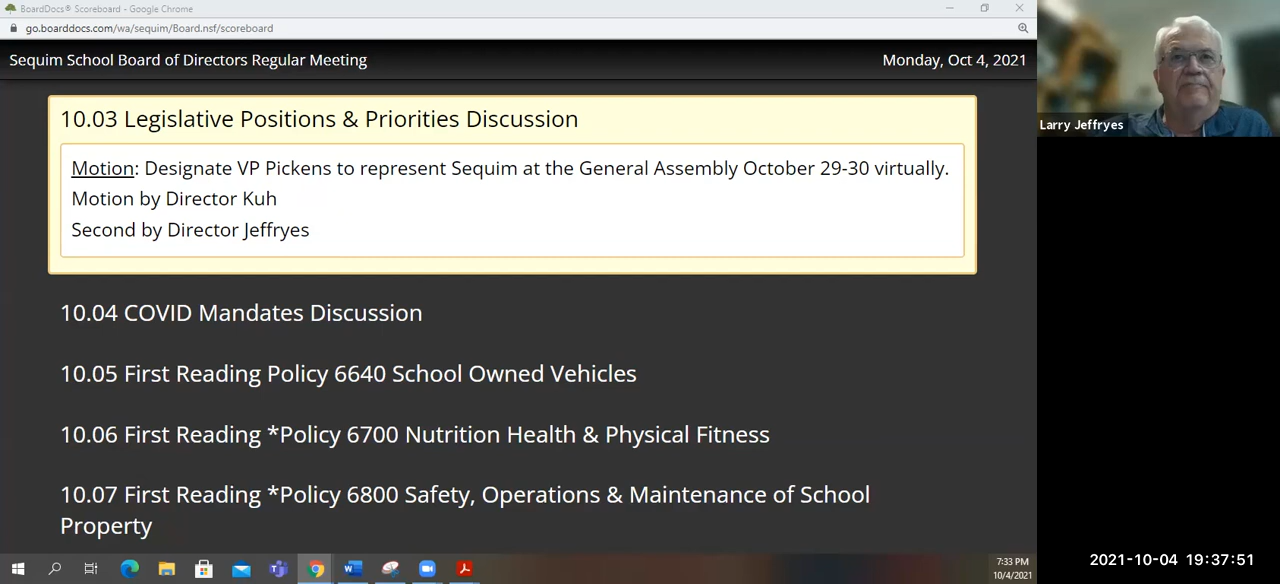 BoardDocs® Scoreboard - Google Chrome
go.boarddocs.com/wa/sequim/Board.nsf/scoreboard
Sequim School Board of Directors Regular Meeting
Monday, Oct 4, 2021
10.03 Legislative Positions & Priorities Discussion
Motion: Designate VP Pickens to represent Sequim at the General Assembly October 29-30 virtually.
Motion by Director Kuh
Second by Director Jeffryes
10.04 COVID Mandates Discussion
10.05 First Reading Policy 6640 School Owned Vehicles
10.06 First Reading *Policy 6700 Nutrition Health & Physical Fitness
10.07 First Reading *Policy 6800 Safety, Operations & Maintenance of School
Property
Larry Jeffryes
7:33 PM
10/4/2021
2021-10-04 19:37:51